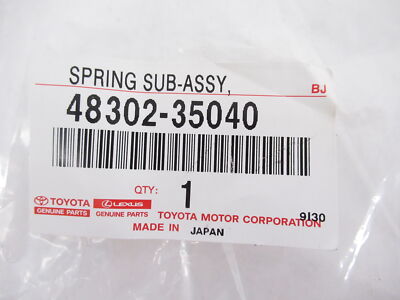 SPRING SUB-ASSY, BJ
48302-35040
QTY: 1
TOYOTA LEXUS
GENUINE PARTS GENUINE PARTS TOYOTA MOTOR CORPORATION 9I30
MADE IN JAPAN